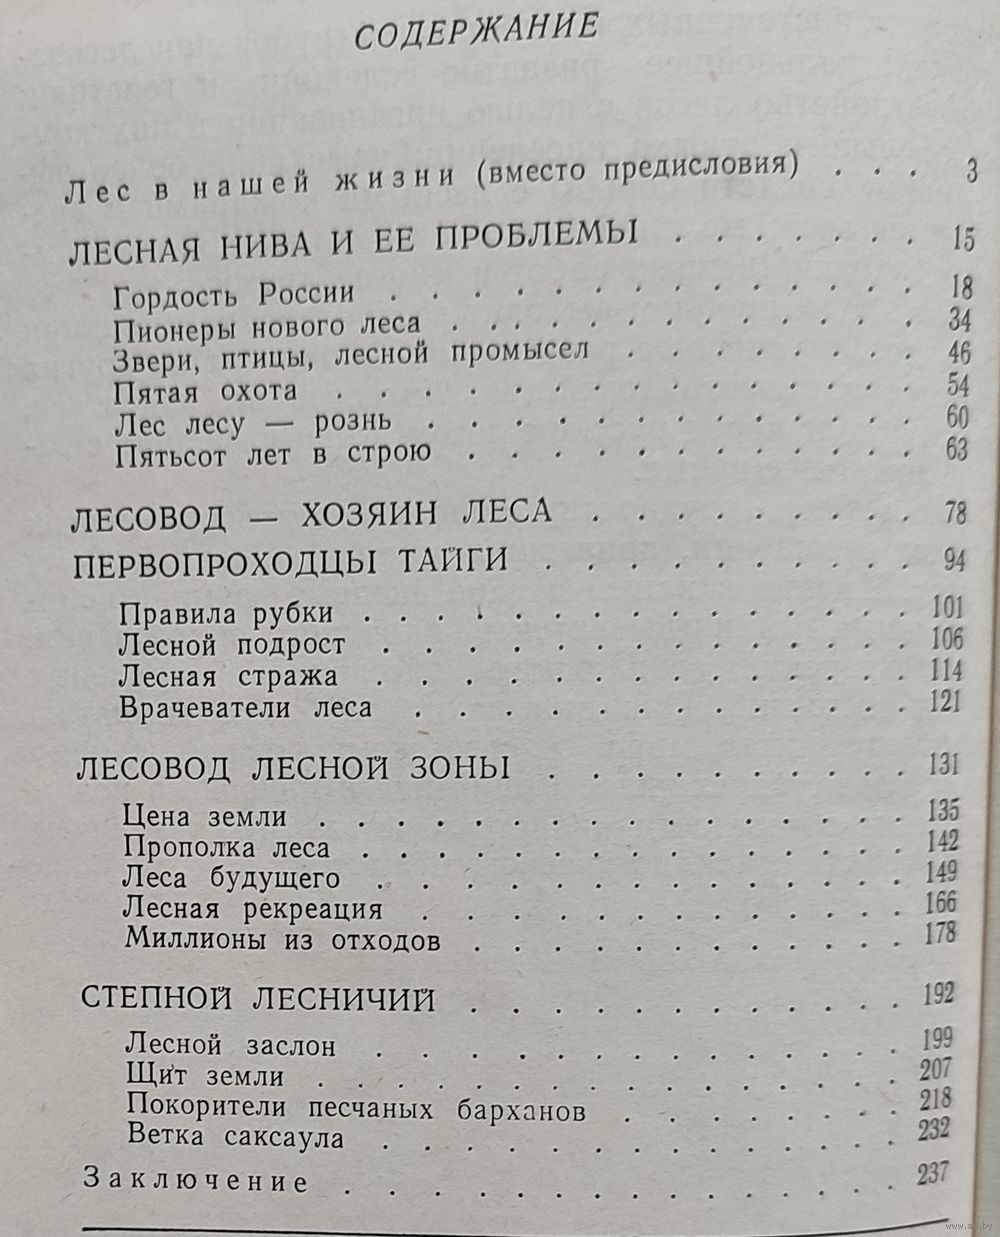 СОДЕРЖАНИЕ
Лес в нашей жизни (вместо предисловия) . . . 3
ЛЕСНАЯ НИВА И ЕЕ ПРОБЛЕМЫ . . . . . . . 15
Гордость России . . . . . . . . . . . . . 18
Пионеры нового леса . . . . . . . . . . . . 34
Звери, птицы, лесной промысел . . . . . . . 46
Пятая охота . . . . . . . . . . . . . . 54
Лес лесу — рознь . . . . . . . . . . . . 60
Пятьсот лет в строю . . . . . . . . . . . 63
ЛЕСОВОД — ХОЗЯИН ЛЕСА . . . . . . . . . 78
ПЕРВОПРОХОДЦЫ ТАЙГИ . . . . . . . . . . 94
Правила рубки . . . . . . . . . . . . . . 101
Лесной подрост . . . . . . . . . . . . . 106
Лесная стража . . . . . . . . . . . . . 114
Врачеватели леса . . . . . . . . . . . . 121
ЛЕСОВОД ЛЕСНОЙ ЗОНЫ . . . . . . . . . 131
Цена земли . . . . . . . . . . . . . . . 135
Прополка леса . . . . . . . . . . . . . . 142
Леса будущего . . . . . . . . . . . . . 149
Лесная рекреация . . . . . . . . . . . . 166
Миллионы из отходов . . . . . . . . . . . 178
СТЕПНОЙ ЛЕСНИЧИЙ . . . . . . . . . . . 192
Лесной заслон . . . . . . . . . . . . . 199
Щит земли . . . . . . . . . . . . . . . 207
Покорители песчаных барханов . . . . . . . 218
Ветка саксаула . . . . . . . . . . . . . 232
Заключение . . . . . . . . . . . . . . 237
www.ay.by